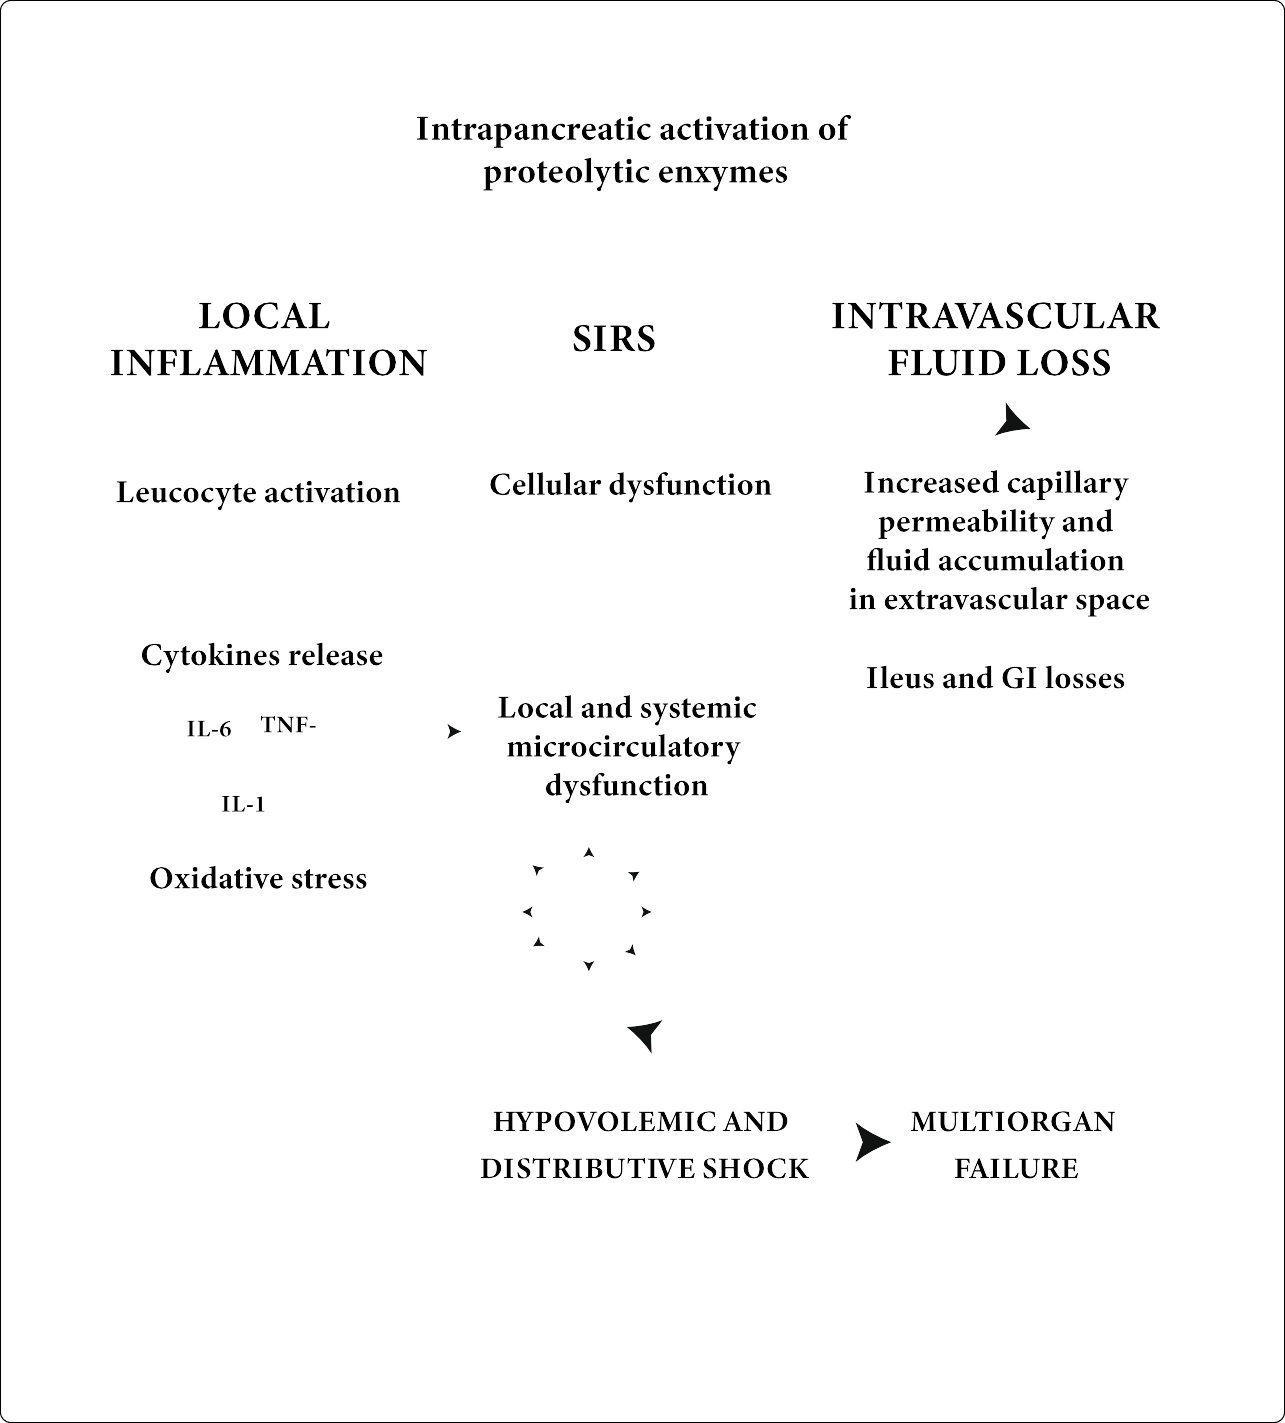 Intrapancreatic activation of
proteolytic enxymes
LOCAL
INFLAMMATION
SIRS
INTRAVASCULAR
FLUID LOSS
Leucocyte activation
Cellular dysfunction
Increased capillary
permeability and
fluid accumulation
in extravascular space
Cytokines release
IL-6
TNF-
IL-1
Oxidative stress
Local and systemic
microcirculatory
dysfunction
Ileus and GI losses
HYPOVOLEMIC AND
DISTRIBUTIVE SHOCK
MULTIORGAN
FAILURE